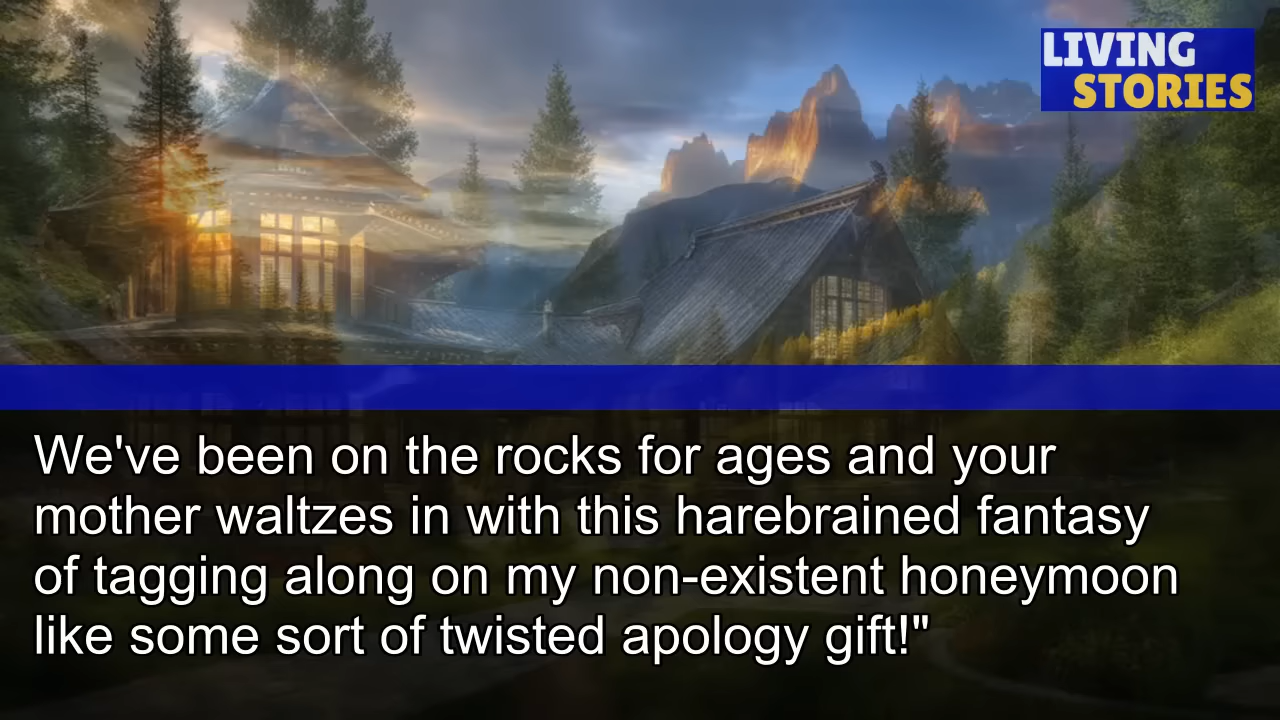 LIVING
STORIES
We've been on the rocks for ages and your
mother waltzes in with this harebrained fantasy
of tagging along on my non-existent honeymoon
like some sort of twisted apology gift!"